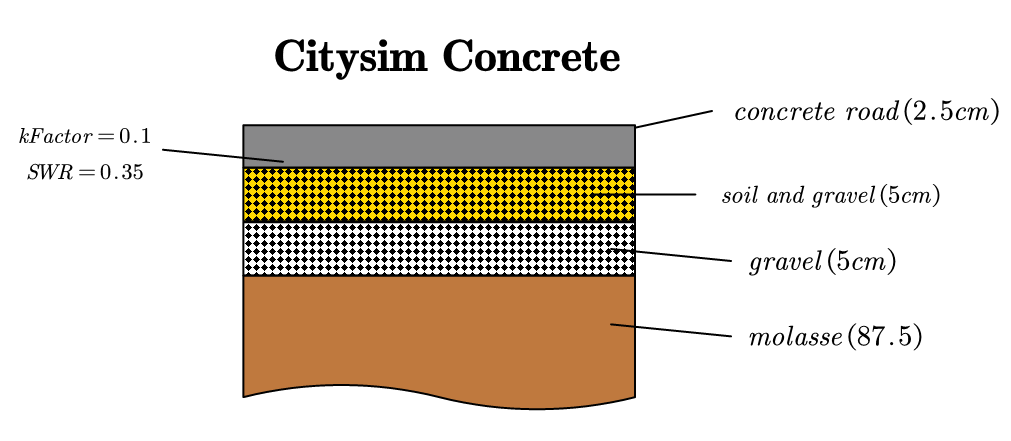 Citysim Concrete
kFactor = 0.1
SWR = 0.35
concrete road (2.5cm)
soil and gravel (5cm)
gravel (5cm)
molasse (87.5)